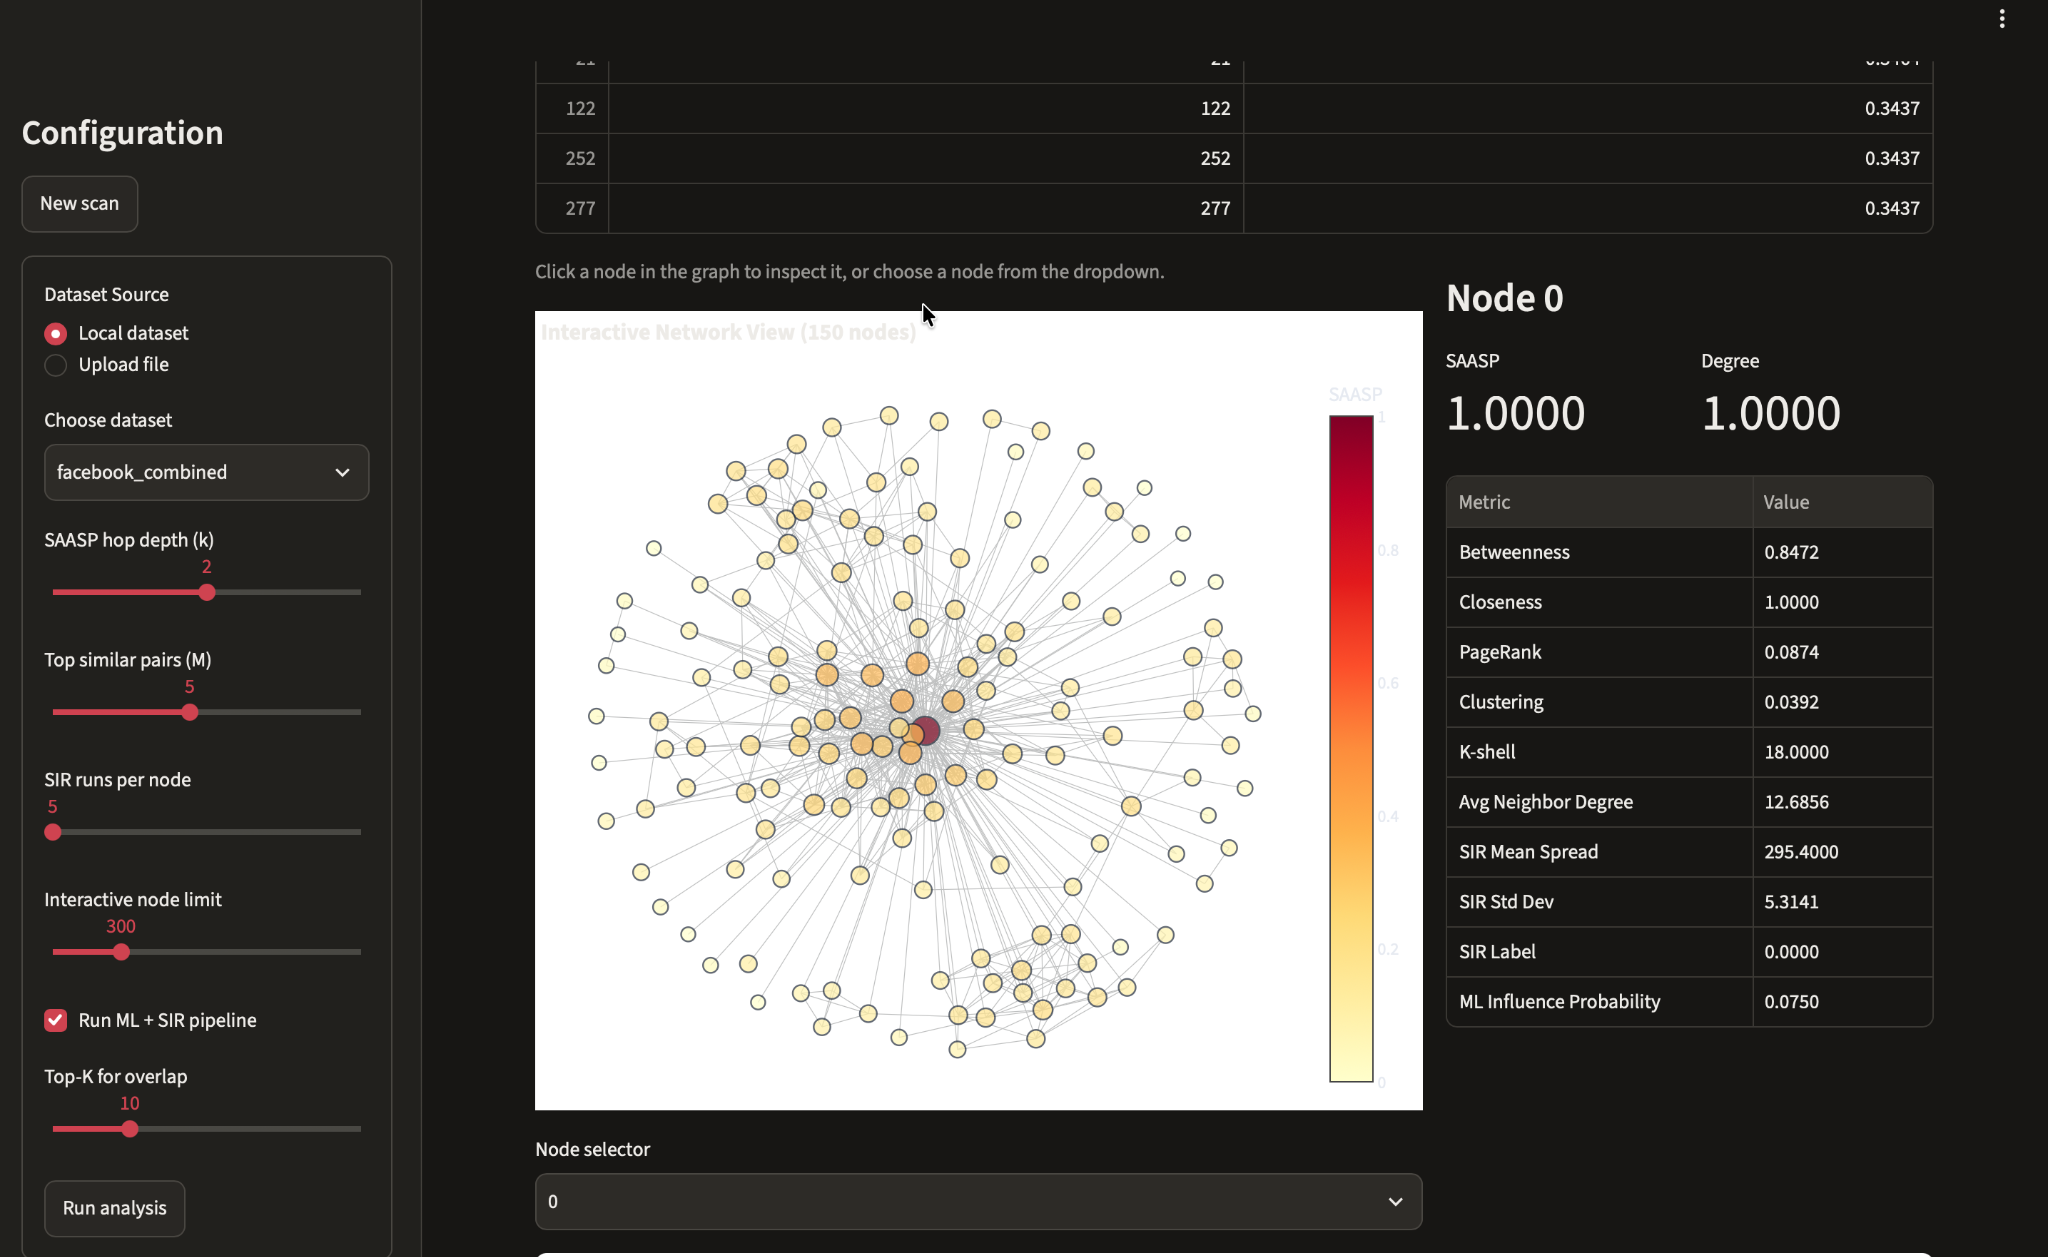 Configuration
New scan
Dataset Source
Local dataset
Upload file
Choose dataset
facebook_combined
SAASP hop depth (k)
2
Top similar pairs (M)
5
SIR runs per node
5
Interactive node limit
300
Run ML + SIR pipeline
Top-K for overlap
10
Run analysis
122 122 0.3437
252 252 0.3437
277 277 0.3437
Click a node in the graph to inspect it, or choose a node from the dropdown.
Interactive Network View (150 nodes)
SAASP
1
0.8
0.6
0.4
0.2
0
Node selector
0
Node 0
SAASP Degree
1.0000 1.0000
Metric Value
Betweenness 0.8472
Closeness 1.0000
PageRank 0.0874
Clustering 0.0392
K-shell 18.0000
Avg Neighbor Degree 12.6856
SIR Mean Spread 295.4000
SIR Std Dev 5.3141
SIR Label 0.0000
ML Influence Probability 0.0750